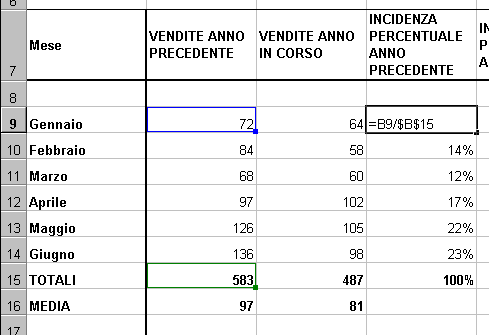 6
7 Mese VENDITE ANNO PRECEDENTE VENDITE ANNO IN CORSO INCIDENZA PERCENTUALE ANNO PRECEDENTE
8
9 Gennaio 72 64 =B9/$B$15
10 Febbraio 84 58 14%
11 Marzo 68 60 12%
12 Aprile 97 102 17%
13 Maggio 126 105 22%
14 Giugno 136 98 23%
15 TOTALI 583 487 100%
16 MEDIA 97 81
17